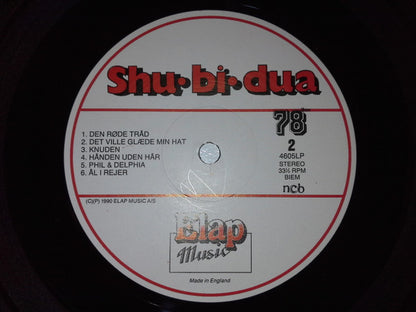 Shu·bi·dua
78
2
4605LP
STEREO
33⅓ RPM
BIEM
ncb
1. DEN RØDE TRÅD
2. DET VILLE GLÆDE MIN HAT
3. KNUDEN
4. HÅNDEN UDEN HÅR
5. PHIL & DELPHIA
6. ÅL I REJER
(C)(P) 1990 ELAP MUSIC A/S
Elap
Music
Made in England